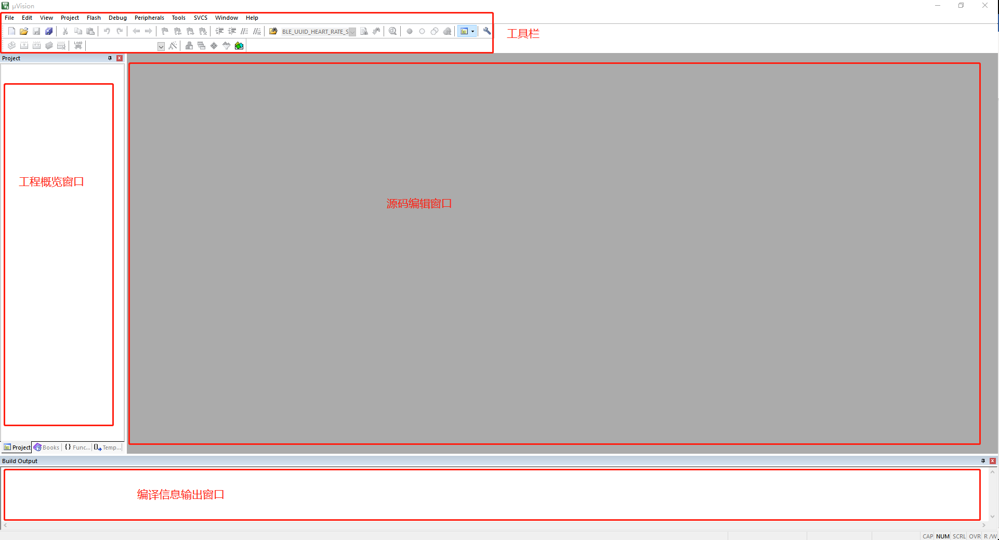 µVision
File Edit View Project Flash Debug Peripherals Tools SVCS Window Help
BLE_UUID_HEART_RATE_S
工具栏
LOAD
Project
工程概览窗口
源码编辑窗口
Project Books {} Func... Temp...
Build Output
编译信息输出窗口
CAP NUM SCRL OVR R/W